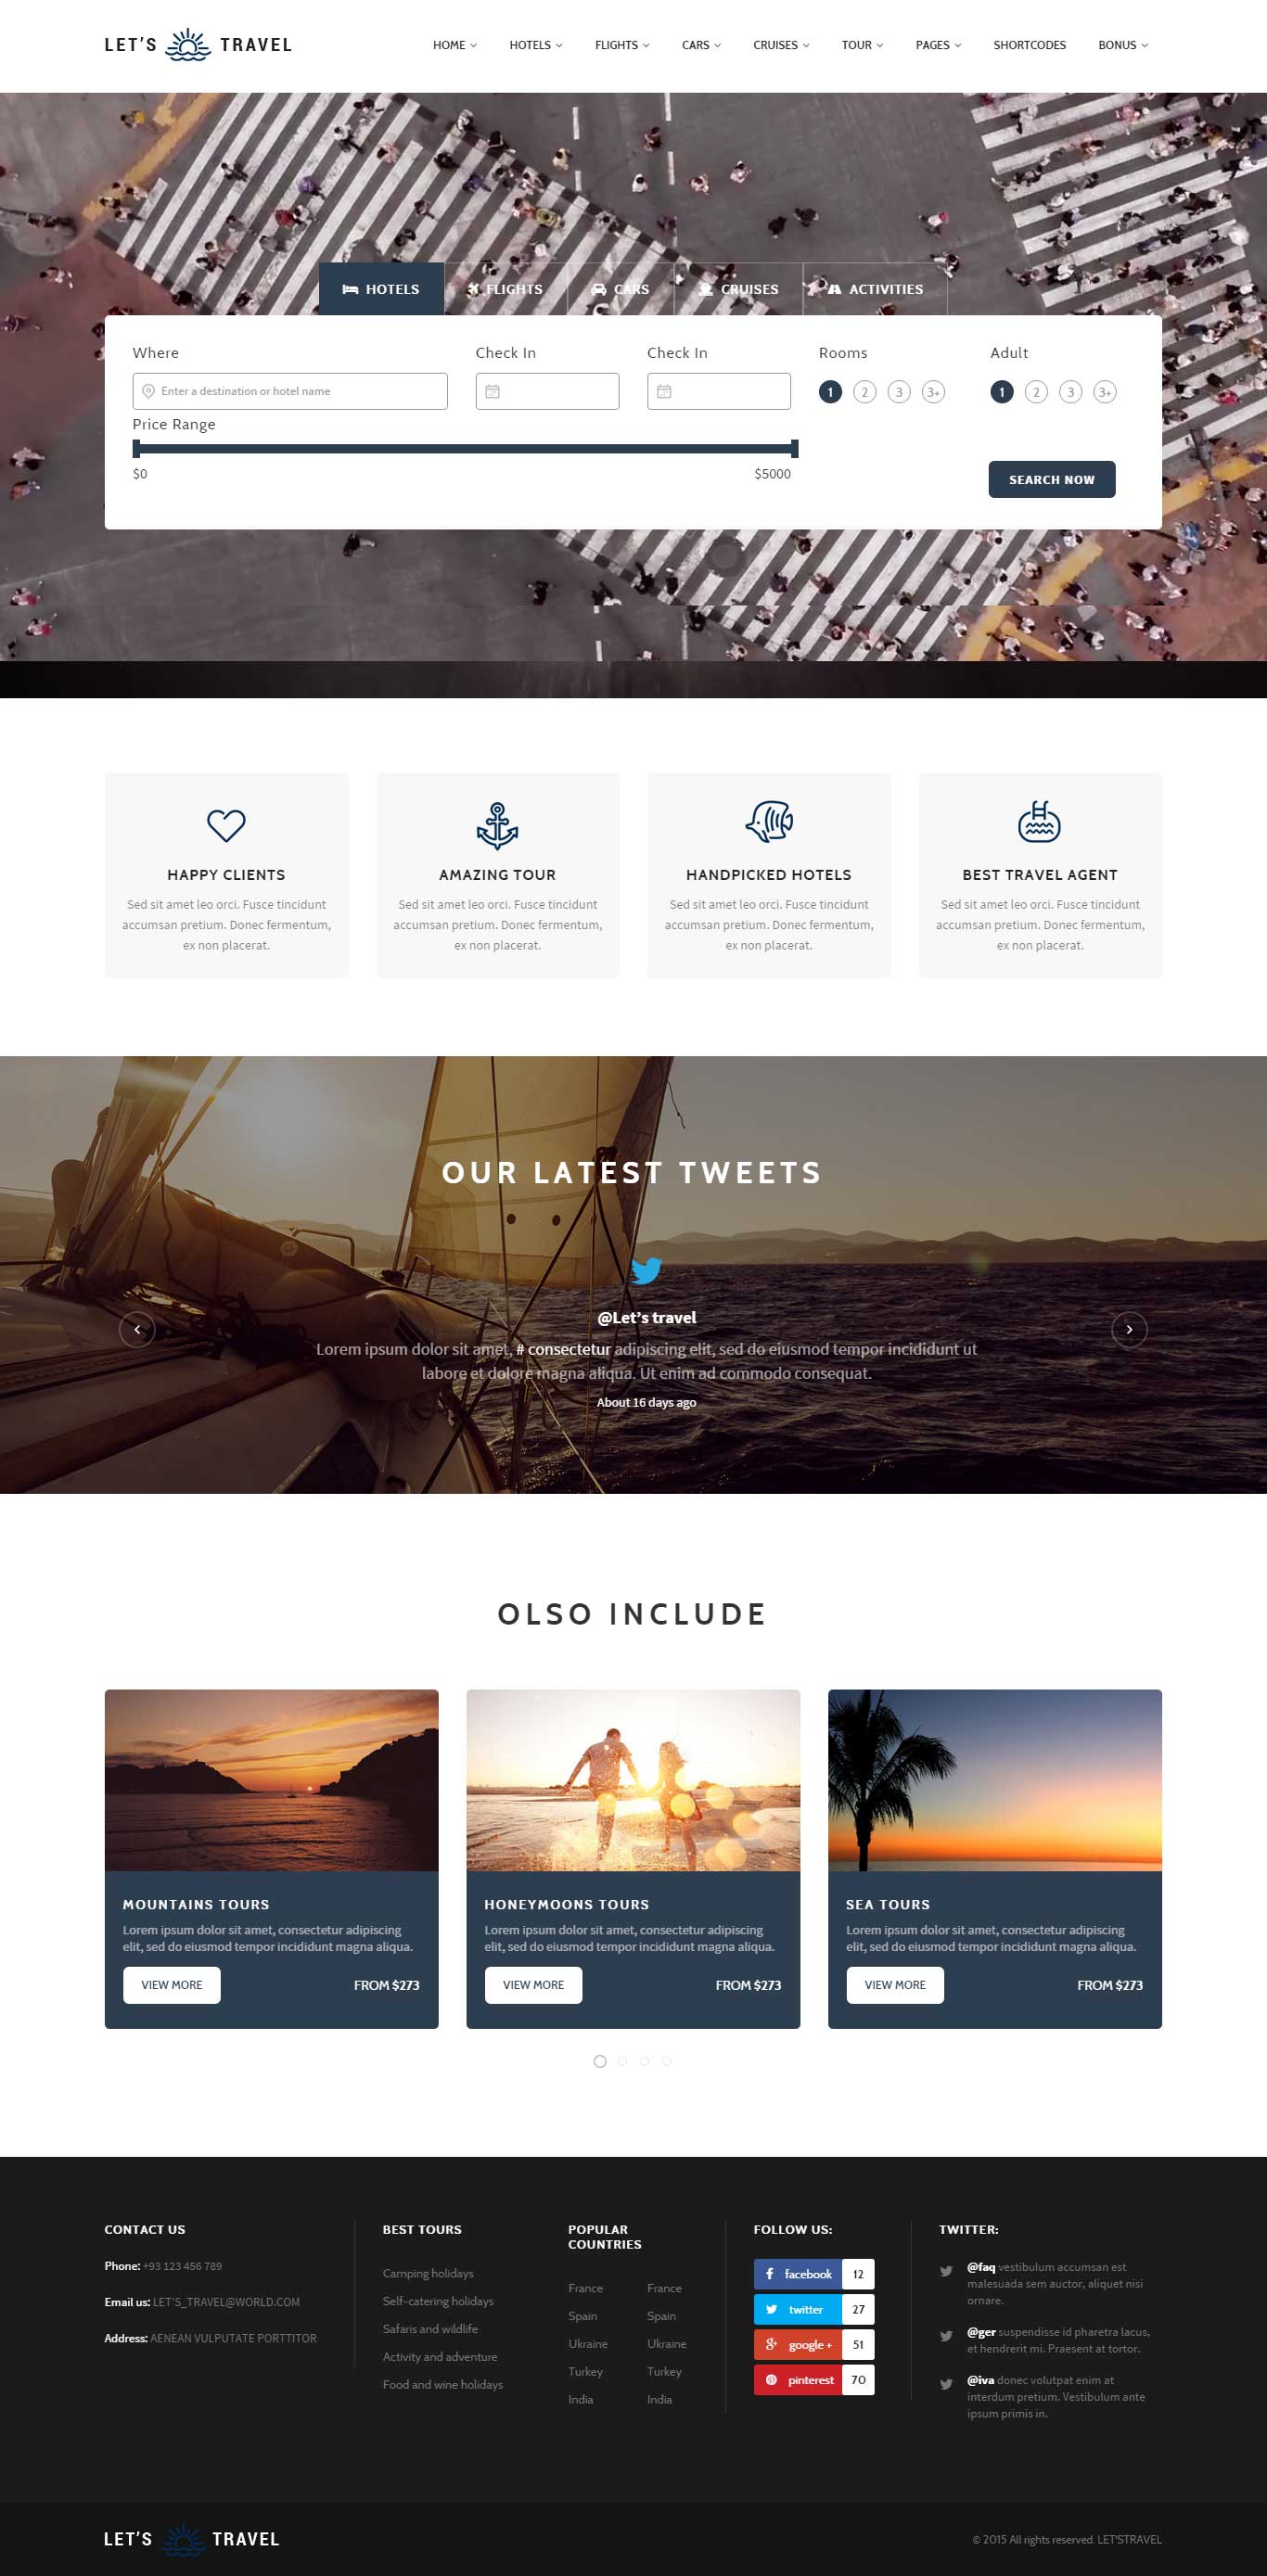 LET'S TRAVEL
HOME HOTELS FLIGHTS CARS CRUISES TOUR PAGES SHORTCODES BONUS
HOTELS FLIGHTS CARS CRUISES ACTIVITIES
Where Check In Check In Rooms Adult
Enter a destination or hotel name 1 2 3 3+ 1 2 3 3+
Price Range
$0 $5000
SEARCH NOW
HAPPY CLIENTS
Sed sit amet leo orci. Fusce tincidunt
accumsan pretium. Donec fermentum,
ex non placerat.
AMAZING TOUR
Sed sit amet leo orci. Fusce tincidunt
accumsan pretium. Donec fermentum,
ex non placerat.
HANDPICKED HOTELS
Sed sit amet leo orci. Fusce tincidunt
accumsan pretium. Donec fermentum,
ex non placerat.
BEST TRAVEL AGENT
Sed sit amet leo orci. Fusce tincidunt
accumsan pretium. Donec fermentum,
ex non placerat.
OUR LATEST TWEETS
@Let's travel
Lorem ipsum dolor sit amet, # consectetur adipiscing elit, sed do eiusmod tempor incididunt ut
labore et dolore magna aliqua. Ut enim ad commodo consequat.
About 16 days ago
OLSO INCLUDE
MOUNTAINS TOURS
Lorem ipsum dolor sit amet, consectetur adipiscing
elit, sed do eiusmod tempor incididunt magna aliqua.
VIEW MORE FROM $273
HONEYMOONS TOURS
Lorem ipsum dolor sit amet, consectetur adipiscing
elit, sed do eiusmod tempor incididunt magna aliqua.
VIEW MORE FROM $273
SEA TOURS
Lorem ipsum dolor sit amet, consectetur adipiscing
elit, sed do eiusmod tempor incididunt magna aliqua.
VIEW MORE FROM $273
CONTACT US
Phone: +93 123 456 789
Email us: LET'S_TRAVEL@WORLD.COM
Address: AENEAN VULPUTATE PORTTITOR
BEST TOURS
Camping holidays
Self-catering holidays
Safaris and wildlife
Activity and adventure
Food and wine holidays
POPULAR
COUNTRIES
France France
Spain Spain
Ukraine Ukraine
Turkey Turkey
India India
FOLLOW US:
facebook 12
twitter 27
google + 51
pinterest 70
TWITTER:
@faq vestibulum accumsan est
malesuada sem auctor, aliquet nisi
ornare.
@ger suspendisse id pharetra lacus,
et hendrerit mi. Praesent at tortor.
@iva donec volutpat enim at
interdum pretium. Vestibulum ante
ipsum primis in.
LET'S TRAVEL
© 2015 All rights reserved. LET'STRAVEL